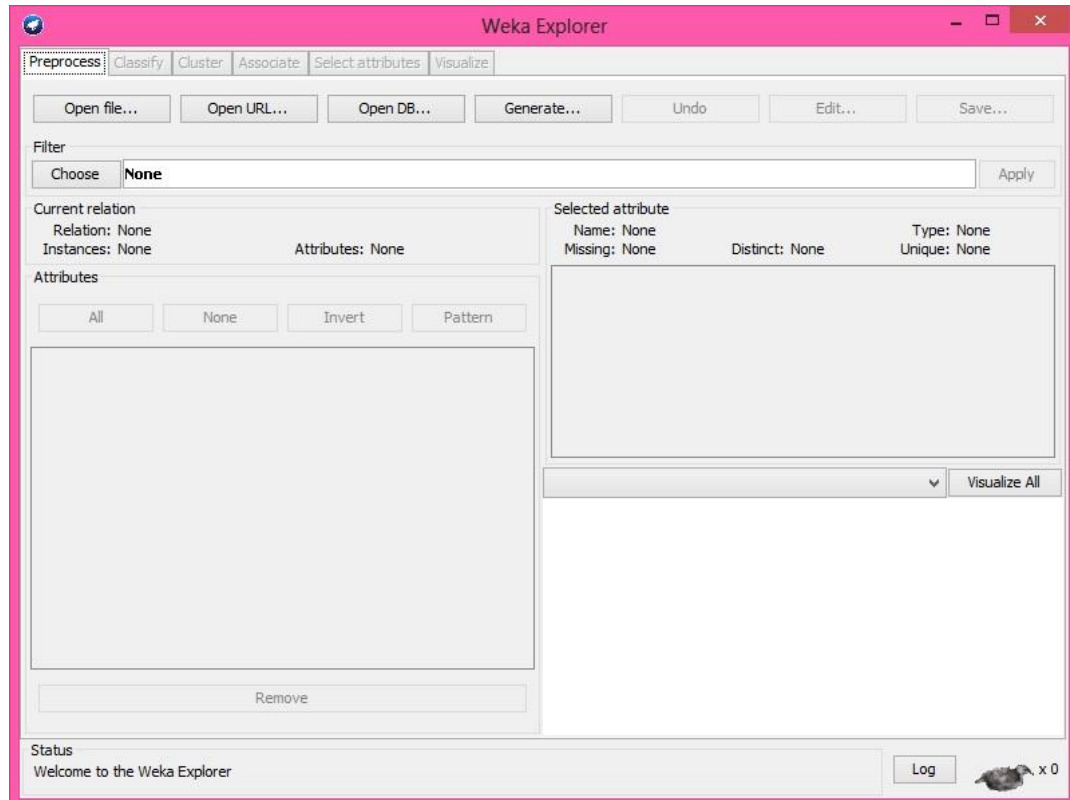 Weka Explorer
Preprocess Classify Cluster Associate Select attributes Visualize
Open file... Open URL... Open DB... Generate... Undo Edit... Save...
Filter
Choose None Apply
Current relation
Relation: None
Instances: None Attributes: None
Attributes
All None Invert Pattern
Remove
Selected attribute
Name: None Type: None
Missing: None Distinct: None Unique: None
Visualize All
Status
Welcome to the Weka Explorer
Log x 0